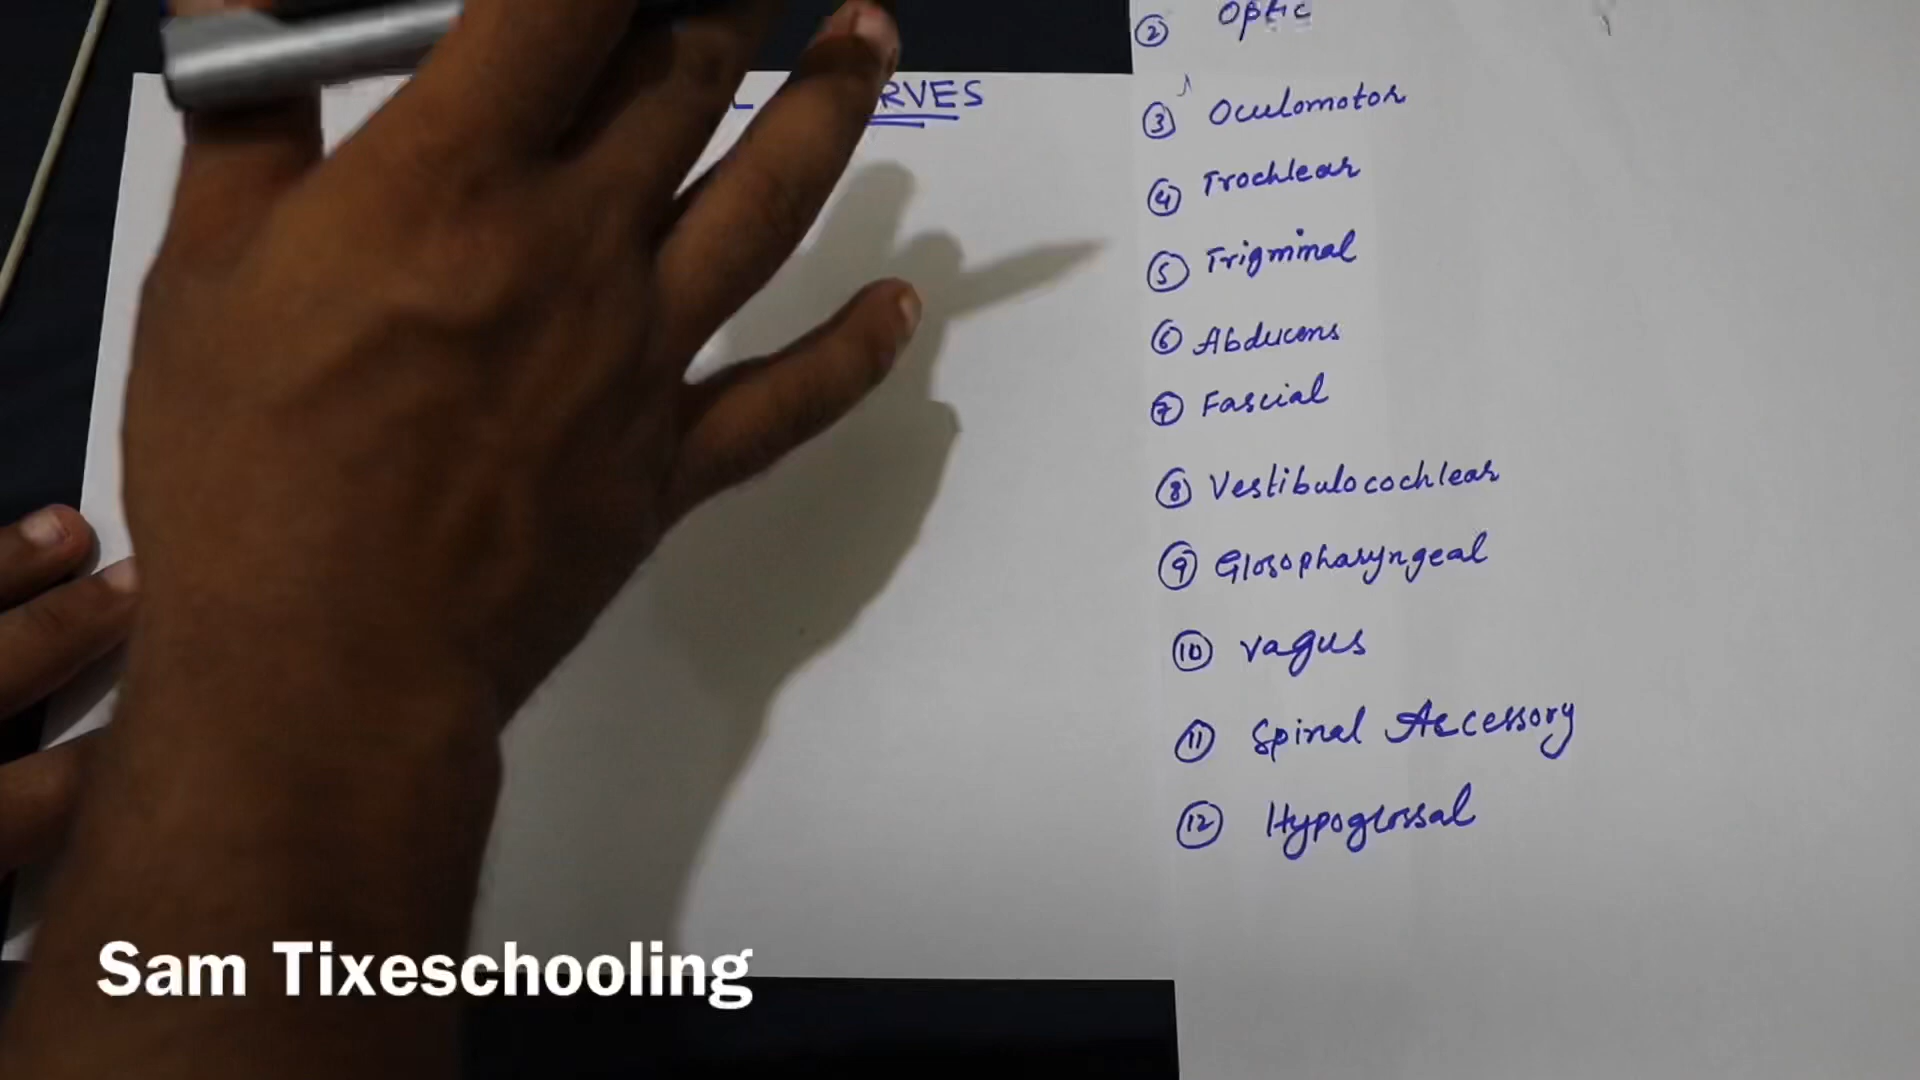 RVES
② Optic
③ Oculomotor
④ Trochlear
⑤ Trigminal
⑥ Abducens
⑦ Fascial
⑧ Vestibulocochlear
⑨ Glosopharyngeal
⑩ vagus
⑪ Spinal Accessory
⑫ Hypoglossal
Sam Tixeschooling